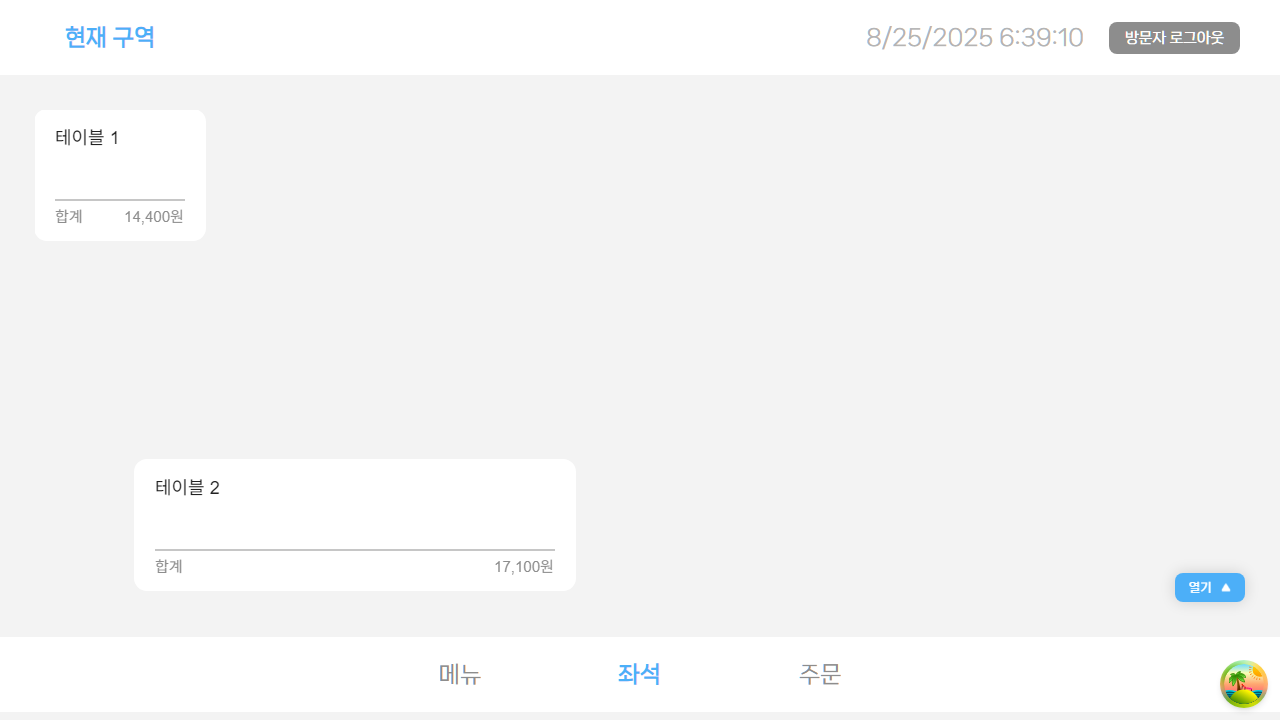 현재 구역
8/25/2025 6:39:10
방문자 로그아웃
테이블 1
합계 14,400원
테이블 2
합계 17,100원
열기
메뉴 좌석 주문